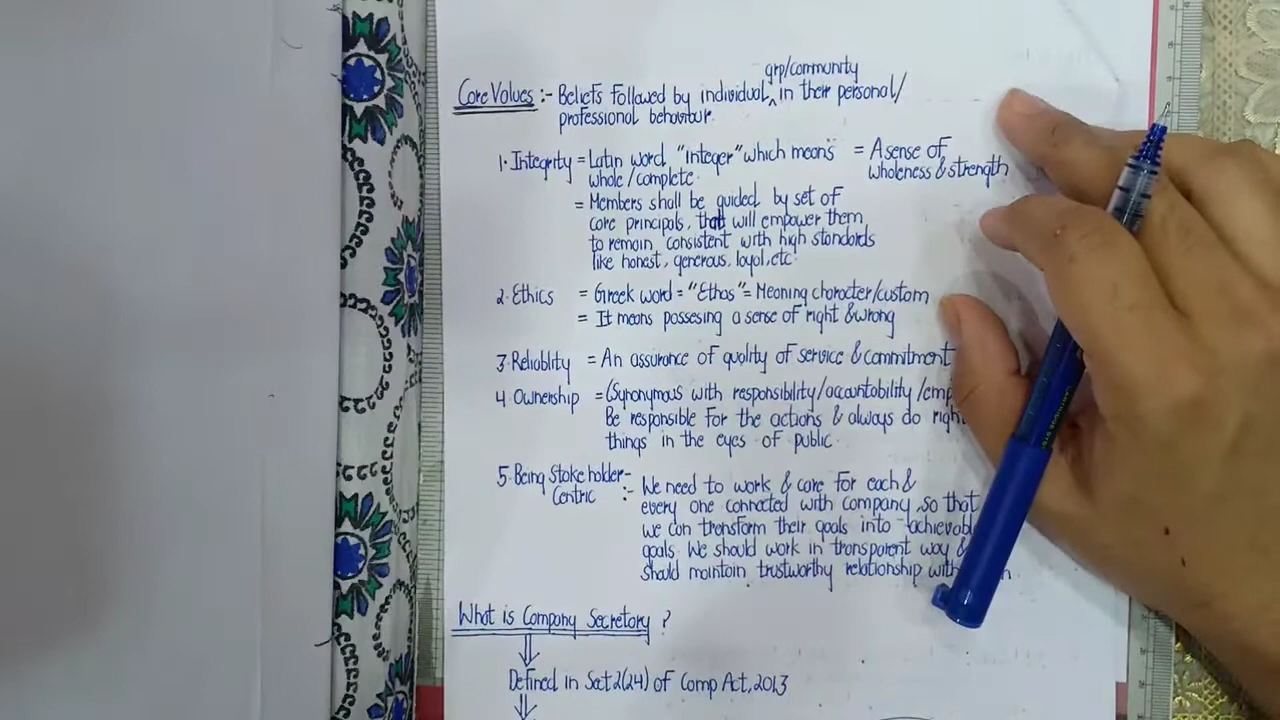 grp/community
Core Values :- Beliefs followed by individual ^ in their personal/
professional behaviour.
1. Integrity = Latin word "integer" which means = A sense of
whole/complete. wholeness & strength
= Members shall be guided by set of
core principals, that will empower them
to remain consistent with high standards
like honest, generous, loyal, etc.
2. Ethics = Greek word = "Ethos" = Meaning character/custom
= It means possesing a sense of right & wrong
3. Reliablity = An assurance of quality of service & commitment
4. Ownership = (Synonymous with responsibility/accountability/emp
Be responsible for the actions & always do righ
things in the eyes of public.
5. Being Stakeholder-
Centric :- We need to work & care for each &
every one connected with company, so that
we can transform their goals into achievabl
goals. We should work in transparent way &
should maintain trustworthy relationship with
What is Company Secretory ?
Defined in Sect 2(24) of Comp Act, 2013